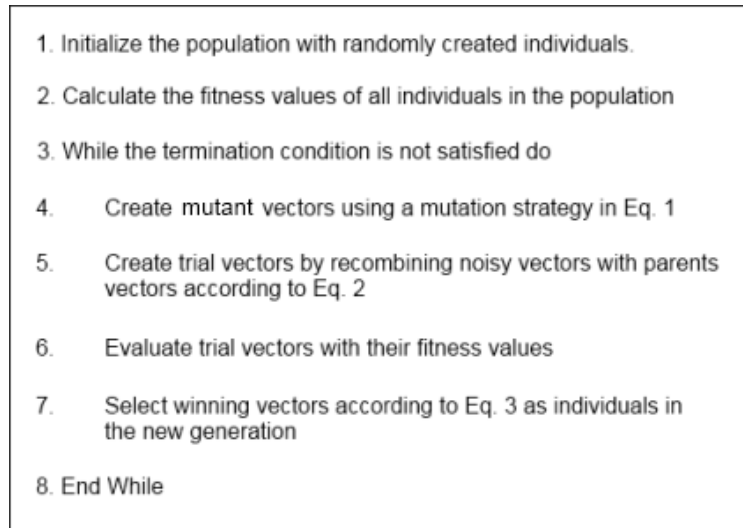 1. Initialize the population with randomly created individuals.
2. Calculate the fitness values of all individuals in the population
3. While the termination condition is not satisfied do
4. Create mutant vectors using a mutation strategy in Eq. 1
5. Create trial vectors by recombining noisy vectors with parents
vectors according to Eq. 2
6. Evaluate trial vectors with their fitness values
7. Select winning vectors according to Eq. 3 as individuals in
the new generation
8. End While